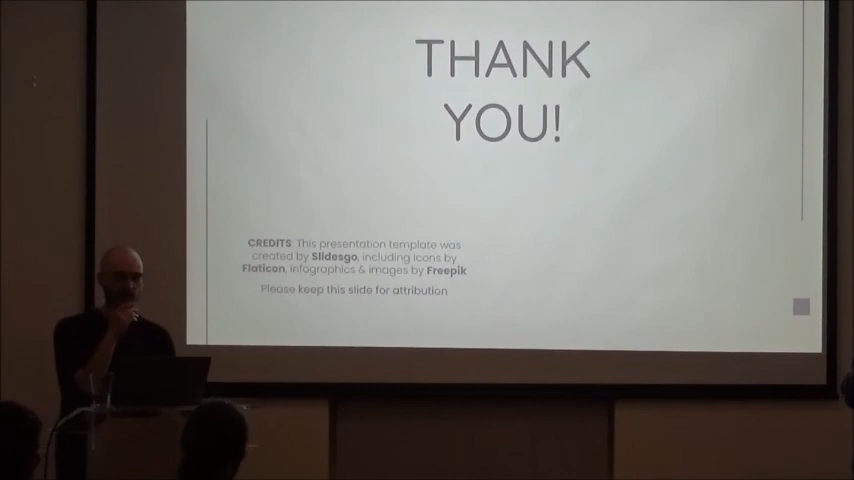 THANK
YOU!
CREDITS: This presentation template was
created by Slidesgo, including icons by
Flaticon, infographics & images by Freepik
Please keep this slide for attribution